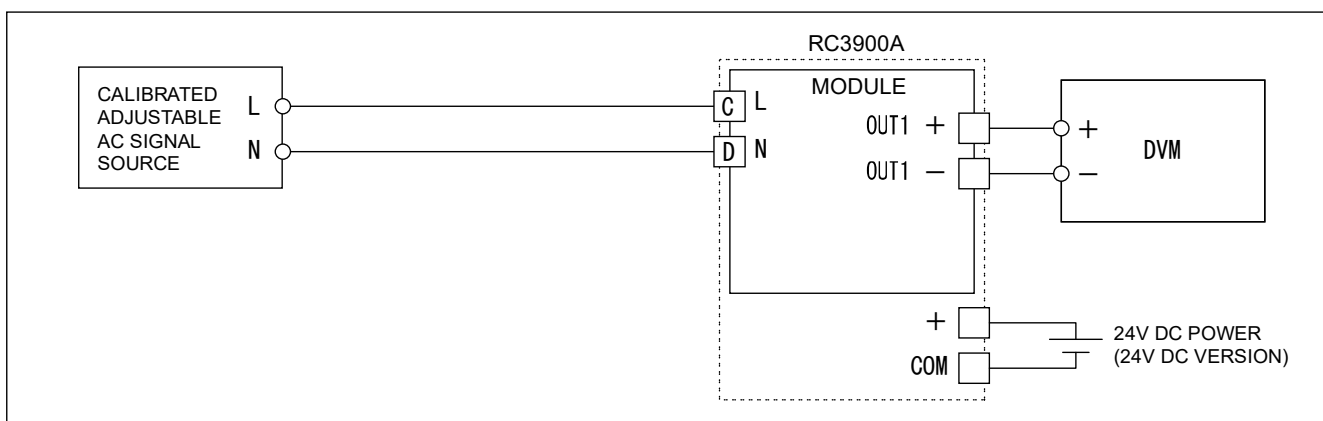 RC3900A
CALIBRATED
ADJUSTABLE
AC SIGNAL
SOURCE
L
N
C L
D N
MODULE
OUT1 +
OUT1 −
+
−
DVM
+
COM
24V DC POWER
(24V DC VERSION)